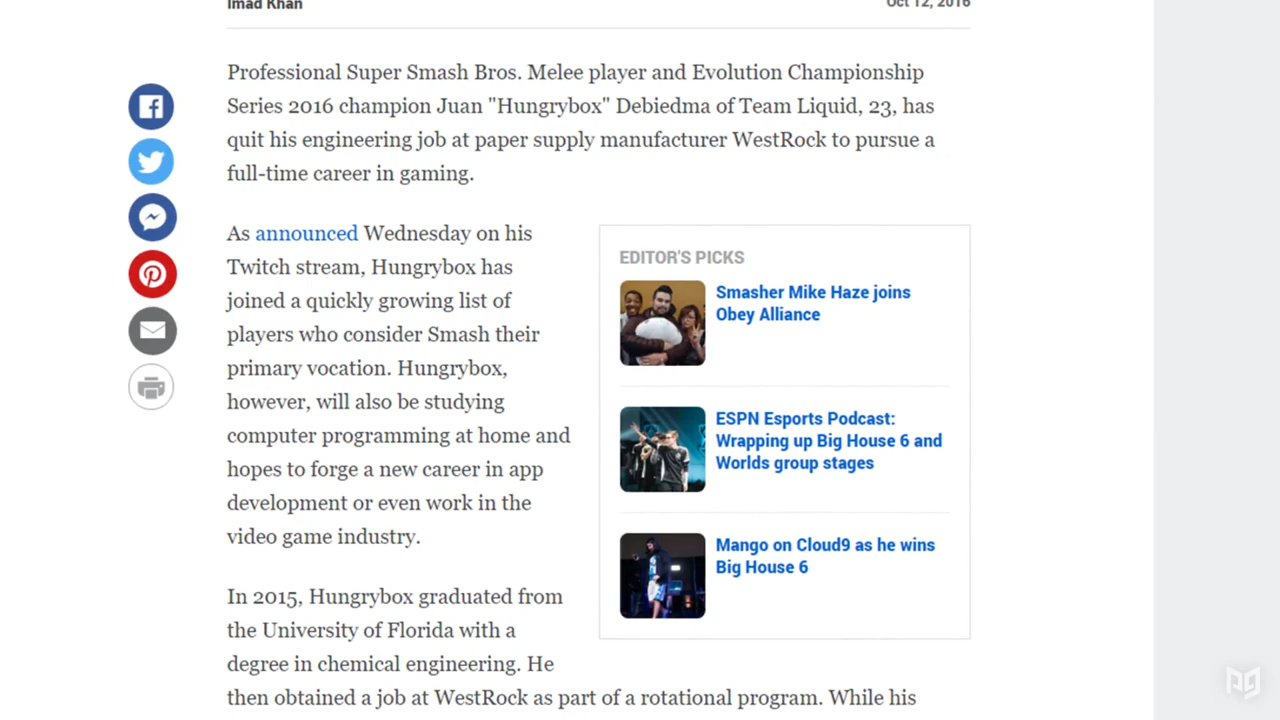 Imad Khan
Oct 12, 2016
Professional Super Smash Bros. Melee player and Evolution Championship
Series 2016 champion Juan "Hungrybox" Debiedma of Team Liquid, 23, has
quit his engineering job at paper supply manufacturer WestRock to pursue a
full-time career in gaming.
As announced Wednesday on his
Twitch stream, Hungrybox has
joined a quickly growing list of
players who consider Smash their
primary vocation. Hungrybox,
however, will also be studying
computer programming at home and
hopes to forge a new career in app
development or even work in the
video game industry.
EDITOR'S PICKS
Smasher Mike Haze joins
Obey Alliance
ESPN Esports Podcast:
Wrapping up Big House 6 and
Worlds group stages
Mango on Cloud9 as he wins
Big House 6
In 2015, Hungrybox graduated from
the University of Florida with a
degree in chemical engineering. He
then obtained a job at WestRock as part of a rotational program. While his